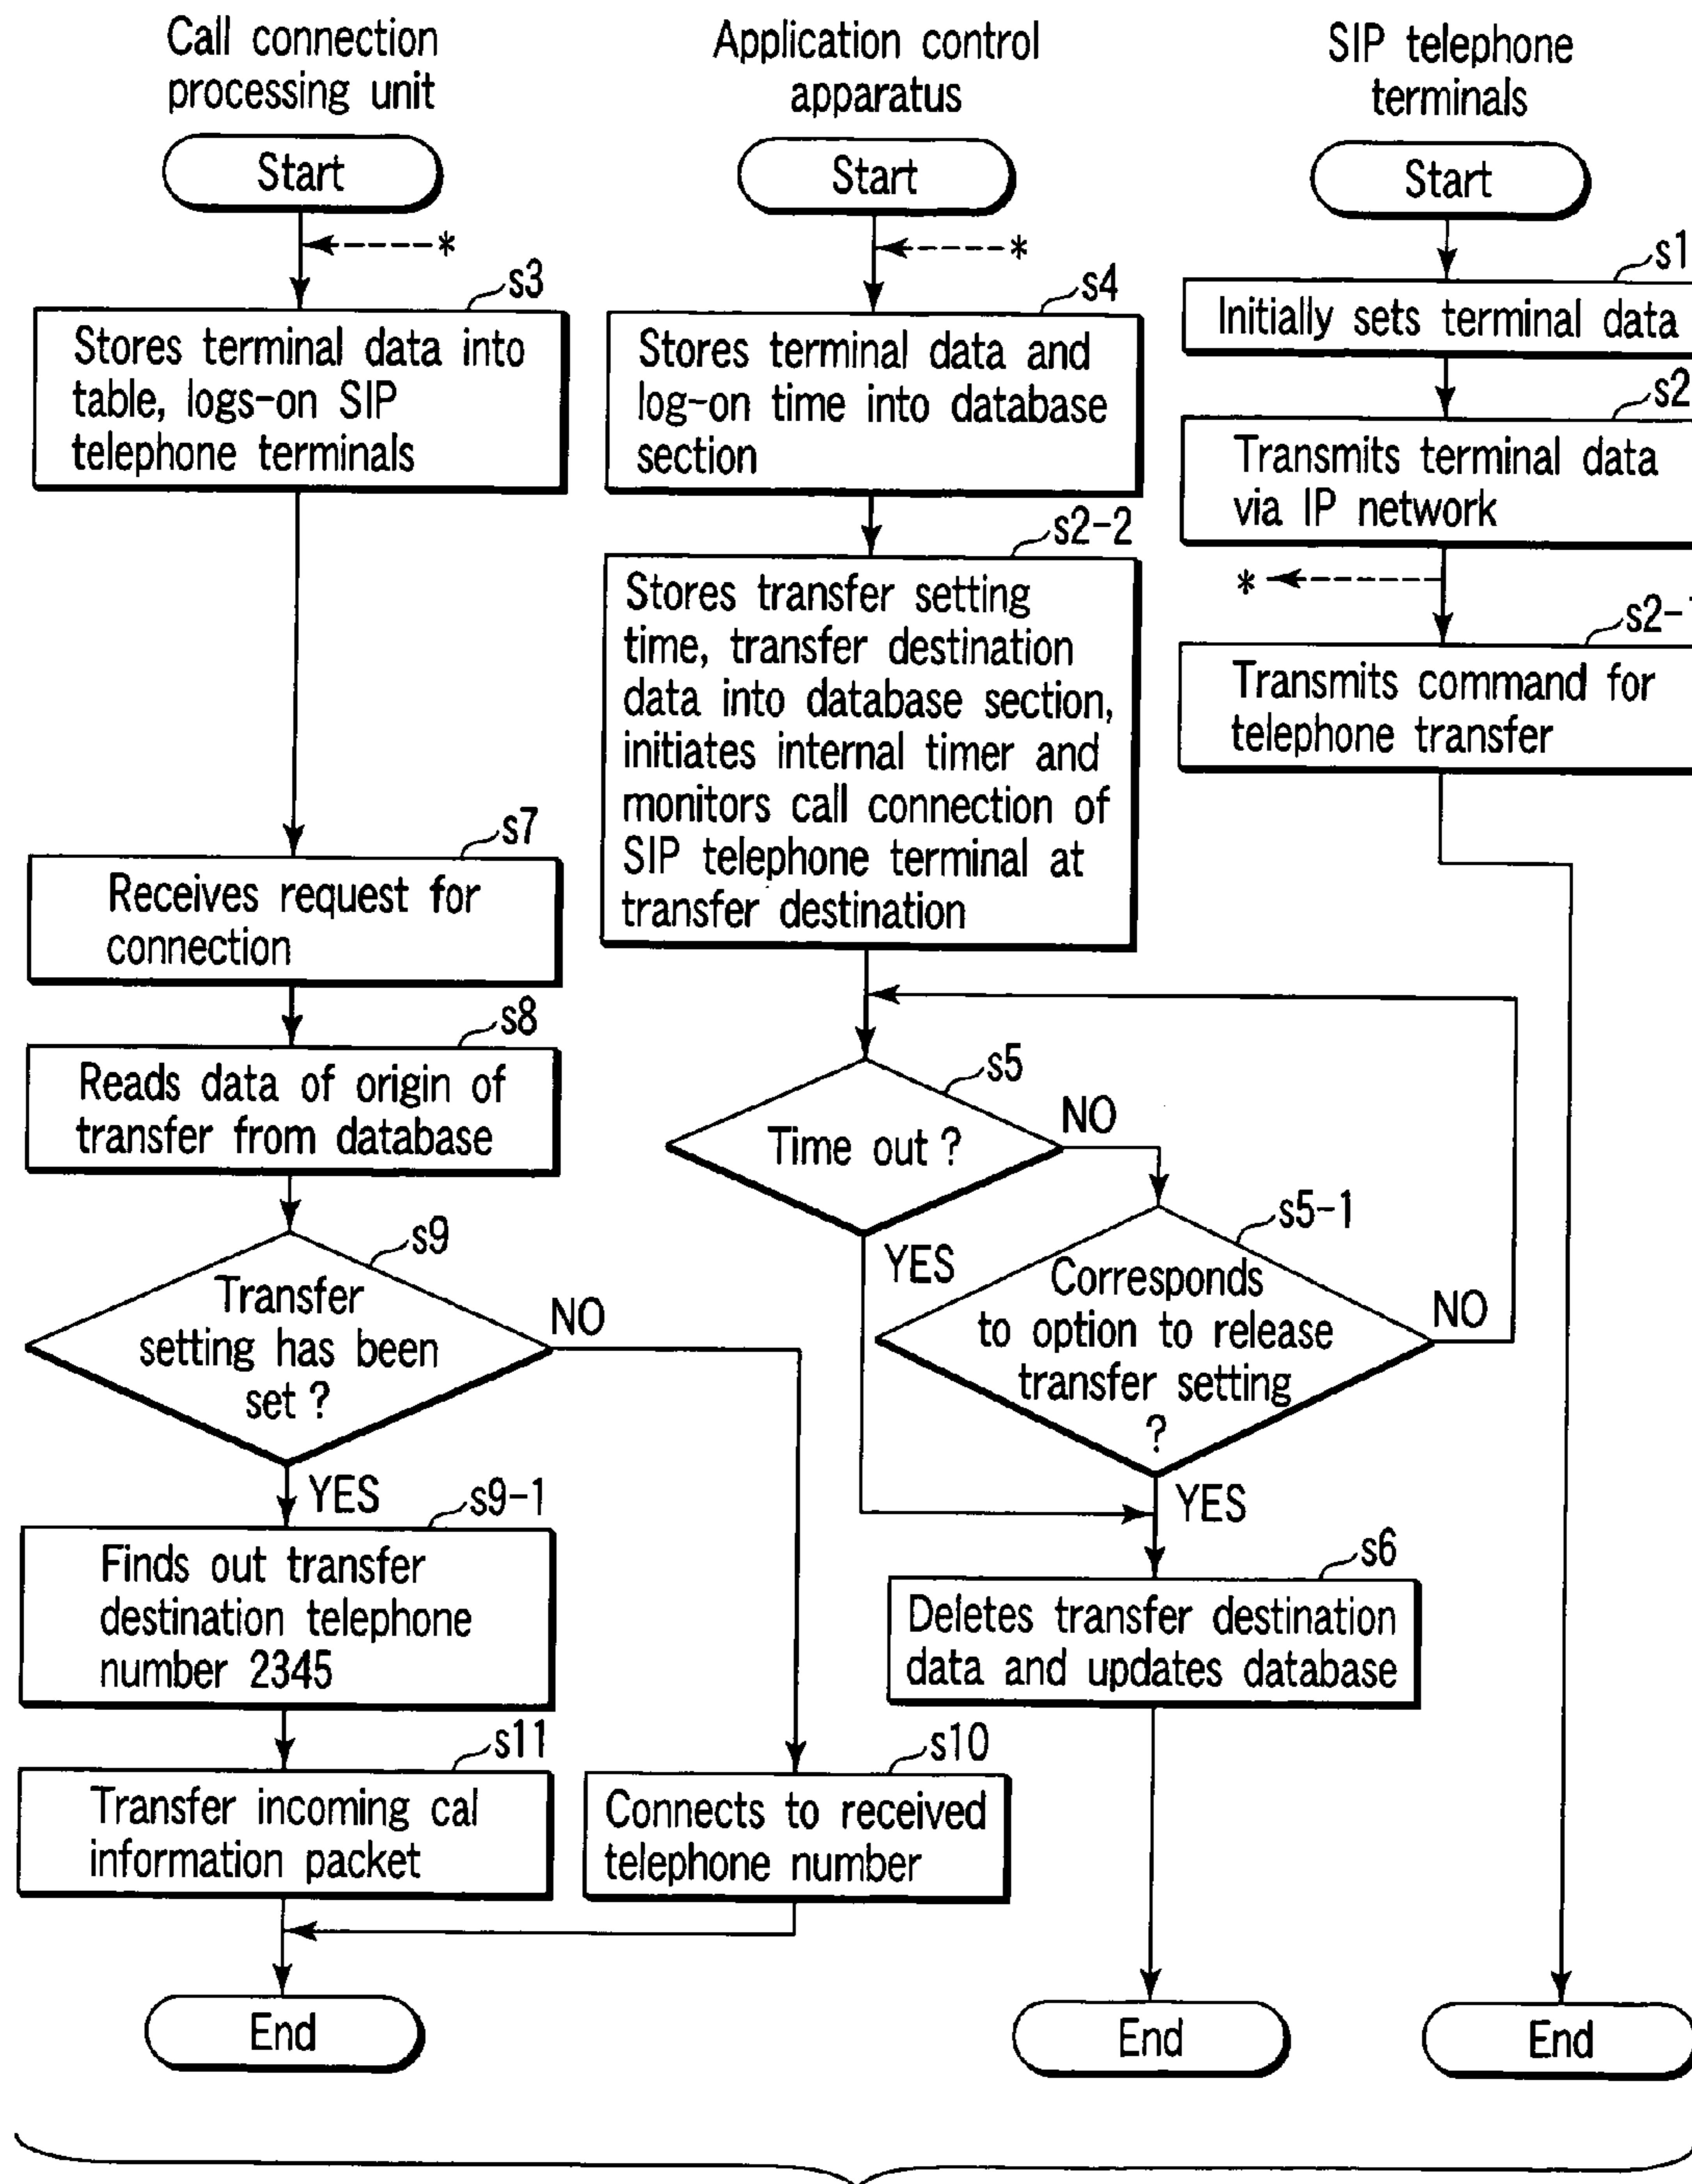 Call connection
processing unit
Start
*
s3
Stores terminal data into
table, logs-on SIP
telephone terminals
s7
Receives request for
connection
s8
Reads data of origin of
transfer from database
s9
Transfer
setting has been
set ?
NO
YES
s9-1
Finds out transfer
destination telephone
number 2345
s11
Transfer incoming cal
information packet
s10
Connects to received
telephone number
End
Application control
apparatus
Start
*
s4
Stores terminal data and
log-on time into database
section
s2-2
Stores transfer setting
time, transfer destination
data into database section,
initiates internal timer and
monitors call connection of
SIP telephone terminal at
transfer destination
s5
Time out ?
NO
YES
s5-1
Corresponds
to option to release
transfer setting
?
NO
YES
s6
Deletes transfer destination
data and updates database
End
SIP telephone
terminals
Start
s1
Initially sets terminal data
s2
Transmits terminal data
via IP network
*
s2-1
Transmits command for
telephone transfer
End